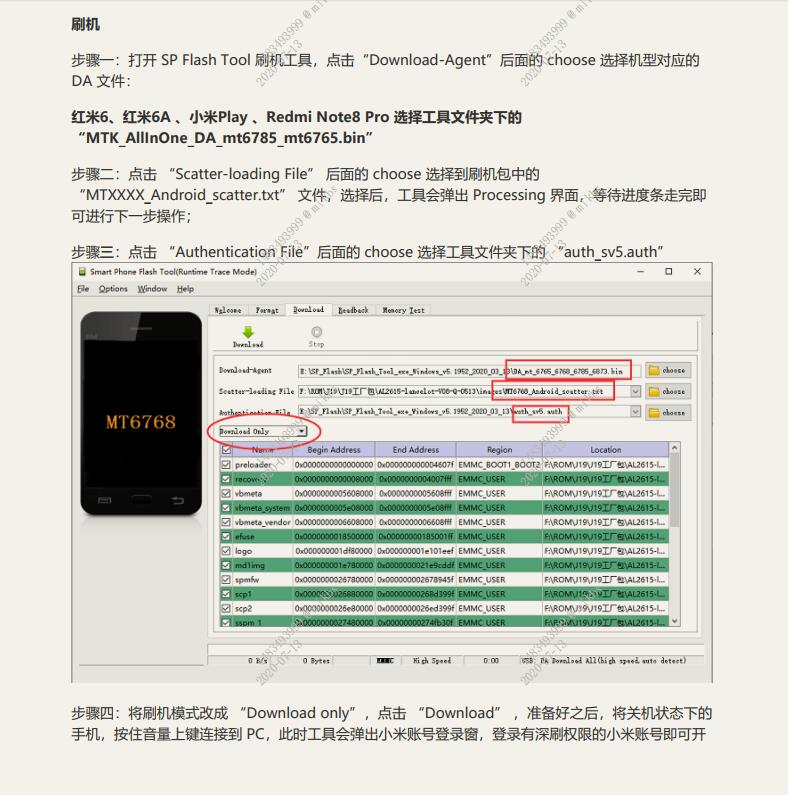 刷机
步骤一：打开 SP Flash Tool 刷机工具，点击“Download-Agent”后面的 choose 选择机型对应的
DA 文件：
红米6、红米6A 、小米Play 、Redmi Note8 Pro 选择工具文件夹下的
“MTK_AllInOne_DA_mt6785_mt6765.bin”
步骤二：点击 “Scatter-loading File” 后面的 choose 选择到刷机包中的
“MTXXXX_Android_scatter.txt” 文件，选择后，工具会弹出 Processing 界面，等待进度条走完即
可进行下一步操作；
步骤三：点击 “Authentication File”后面的 choose 选择工具文件夹下的 “auth_sv5.auth”
Smart Phone Flash Tool(Runtime Trace Mode)
File Options Window Help
Welcome Format Download Readback Memory Test
Download Stop
MT6768
Download-Agent E:\SP_Flash\SP_Flash_Tool_exe_Windows_v5.1952_2020_03_13\DA_mt_6765_6768_6785_6873.bin choose
Scatter-loading File F:\ROM\J19\J19工厂包\AL2615-lancelot-V08-Q-0513\images\MT6768_Android_scatter.txt choose
Authentication File E:\SP_Flash\SP_Flash_Tool_exe_Windows_v5.1952_2020_03_13\auth_sv5.auth choose
Download Only
Name Begin Address End Address Region Location
preloader 0x0000000000000000 0x000000000004607f EMMC_BOOT1_BOOT2 F:\ROM\J19\J19工厂包\AL2615-l...
recovery 0x0000000000008000 0x0000000004007fff EMMC_USER F:\ROM\J19\J19工厂包\AL2615-l...
vbmeta 0x0000000005608000 0x0000000005608fff EMMC_USER F:\ROM\J19\J19工厂包\AL2615-l...
vbmeta_system 0x0000000005e08000 0x0000000005e08fff EMMC_USER F:\ROM\J19\J19工厂包\AL2615-l...
vbmeta_vendor 0x0000000006608000 0x0000000006608fff EMMC_USER F:\ROM\J19\J19工厂包\AL2615-l...
efuse 0x0000000018500000 0x00000000185001ff EMMC_USER F:\ROM\J19\J19工厂包\AL2615-l...
logo 0x000000001df80000 0x000000001e101eef EMMC_USER F:\ROM\J19\J19工厂包\AL2615-l...
md1img 0x000000001e780000 0x0000000021e9cddf EMMC_USER F:\ROM\J19\J19工厂包\AL2615-l...
spmfw 0x0000000026780000 0x000000002678945f EMMC_USER F:\ROM\J19\J19工厂包\AL2615-l...
scp1 0x0000000026880000 0x00000000268d399f EMMC_USER F:\ROM\J19\J19工厂包\AL2615-l...
scp2 0x0000000026e80000 0x0000000026ed399f EMMC_USER F:\ROM\J19\J19工厂包\AL2615-l...
sspm_1 0x0000000027480000 0x00000000274fb30f EMMC_USER F:\ROM\J19\J19工厂包\AL2615-l...
0 B/s 0 Bytes EMMC High Speed 0:00 USB: DA Download All(high speed,auto detect)
步骤四：将刷机模式改成 “Download only”，点击 “Download” ，准备好之后，将关机状态下的
手机，按住音量上键连接到 PC，此时工具会弹出小米账号登录窗，登录有深刷权限的小米账号即可开
2020-07-13
2020-07-13
2020-07-13
2020-07-13
2020-07-13
2020-07-13